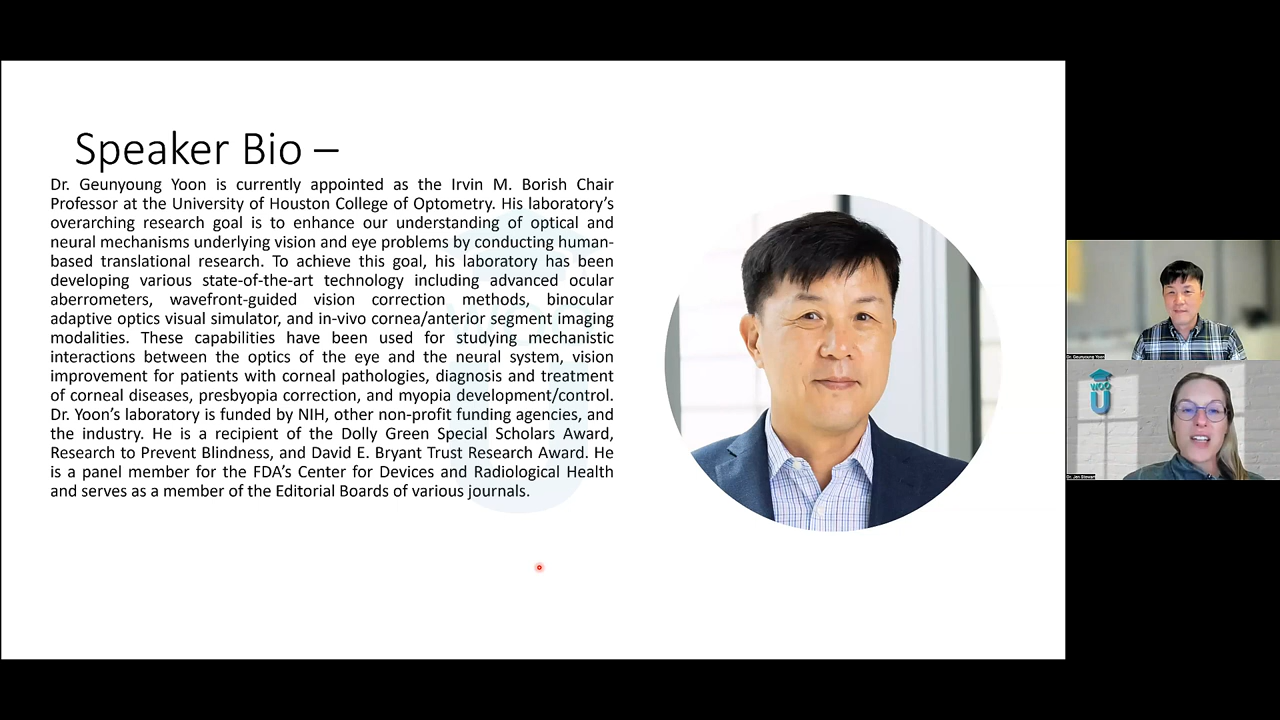 Speaker Bio –
Dr. Geunyoung Yoon is currently appointed as the Irvin M. Borish Chair
Professor at the University of Houston College of Optometry. His laboratory’s
overarching research goal is to enhance our understanding of optical and
neural mechanisms underlying vision and eye problems by conducting human-
based translational research. To achieve this goal, his laboratory has been
developing various state-of-the-art technology including advanced ocular
aberrometers, wavefront-guided vision correction methods, binocular
adaptive optics visual simulator, and in-vivo cornea/anterior segment imaging
modalities. These capabilities have been used for studying mechanistic
interactions between the optics of the eye and the neural system, vision
improvement for patients with corneal pathologies, diagnosis and treatment
of corneal diseases, presbyopia correction, and myopia development/control.
Dr. Yoon’s laboratory is funded by NIH, other non-profit funding agencies, and
the industry. He is a recipient of the Dolly Green Special Scholars Award,
Research to Prevent Blindness, and David E. Bryant Trust Research Award. He
is a panel member for the FDA’s Center for Devices and Radiological Health
and serves as a member of the Editorial Boards of various journals.
Dr. Geunyoung Yoon
WOO
U
Dr. Jen Stewart